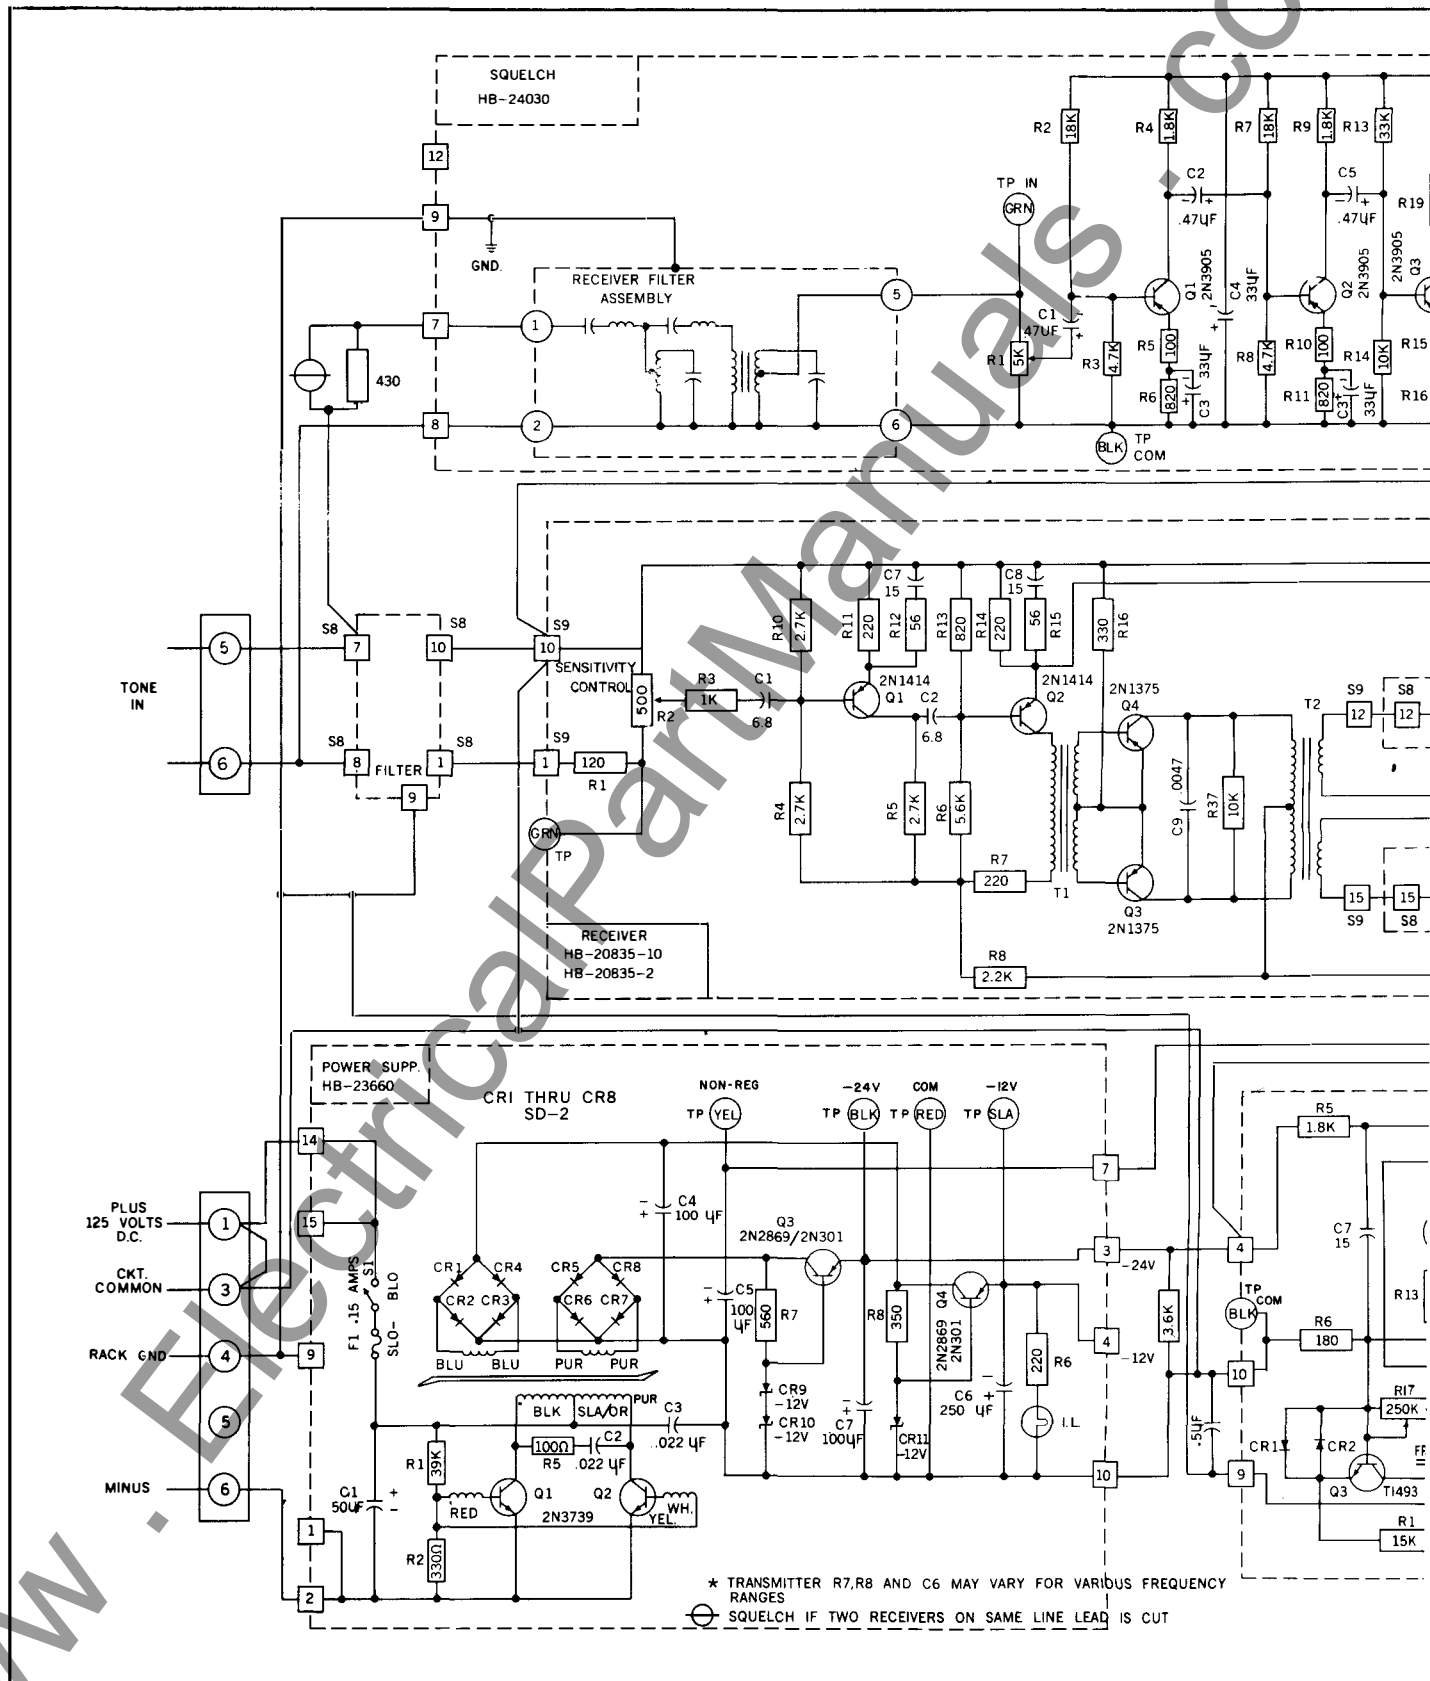 SQUELCH
HB-24030
12
9
GND.
RECEIVER FILTER
ASSEMBLY
7
1
5
430
8
2
6
TP IN
GRN
R2
18K
R4
1.8K
R7
18K
R9
1.8K
R13
33K
C2
.47µF
C5
.47µF
R19
Q1
2N3905
C4
33µF
Q2
2N3905
2N3905
Q3
C1
47UF
R1
5K
R3
4.7K
R5
100
33µF
R6
820
C3
R8
4.7K
R10
100
R14
10K
R15
R11
820
C3
33µF
R16
BLK
TP
COM
TONE
IN
5
6
S8
7
S8
10
S9
10
S8
8
FILTER
S8
1
S9
1
9
SENSITIVITY
CONTROL
500
R2
120
R1
GRN
TP
R3
1K
C1
6.8
R10
2.7K
R11
220
C7
15
R12
56
R13
820
R14
220
C8
15
56
R15
330
R16
2N1414
Q1
C2
6.8
2N1414
Q2
2N1375
Q4
R4
2.7K
R5
2.7K
R6
5.6K
R7
220
T1
Q3
2N1375
C9
.0047
R37
10K
T2
S9
12
S8
12
15
S9
15
S8
R8
2.2K
RECEIVER
HB-20835-10
HB-20835-2
POWER SUPP.
HB-23660
CR1 THRU CR8
SD-2
NON-REG
TP YEL
-24V
TP BLK
COM
TP RED
-12V
TP SLA
14
15
9
1
2
PLUS
125 VOLTS
D.C.
1
CKT.
COMMON
3
RACK GND
4
5
MINUS
6
F1 .15 AMPS
SLO-BLO
S1
CR1
CR4
CR2
CR3
CR5
CR8
CR6
CR7
BLU
BLU
PUR
PUR
C4
100 µF
C5
100
µF
Q3
2N2869/2N301
560
R7
CR9
-12V
CR10
-12V
C7
100µF
R8
350
Q4
2N2869
2N301
CR11
-12V
C6
250 µF
220
R6
I.L.
7
3
-24V
4
-12V
10
BLK
SLA/OR
PUR
C3
.022 µF
100Ω
R5
C2
.022 µF
R1
39K
R2
330Ω
C1
50UF
RED
Q1
2N3739
Q2
WH.
YEL.
3.6K
.5µF
4
TP
COM
BLK
10
9
R5
1.8K
C7
15
R13
R6
180
R17
250K
CR1
CR2
Q3
TI493
R1
15K
* TRANSMITTER R7,R8 AND C6 MAY VARY FOR VARIOUS FREQUENCY
RANGES
SQUELCH IF TWO RECEIVERS ON SAME LINE LEAD IS CUT
www.ElectricalPartManuals.co